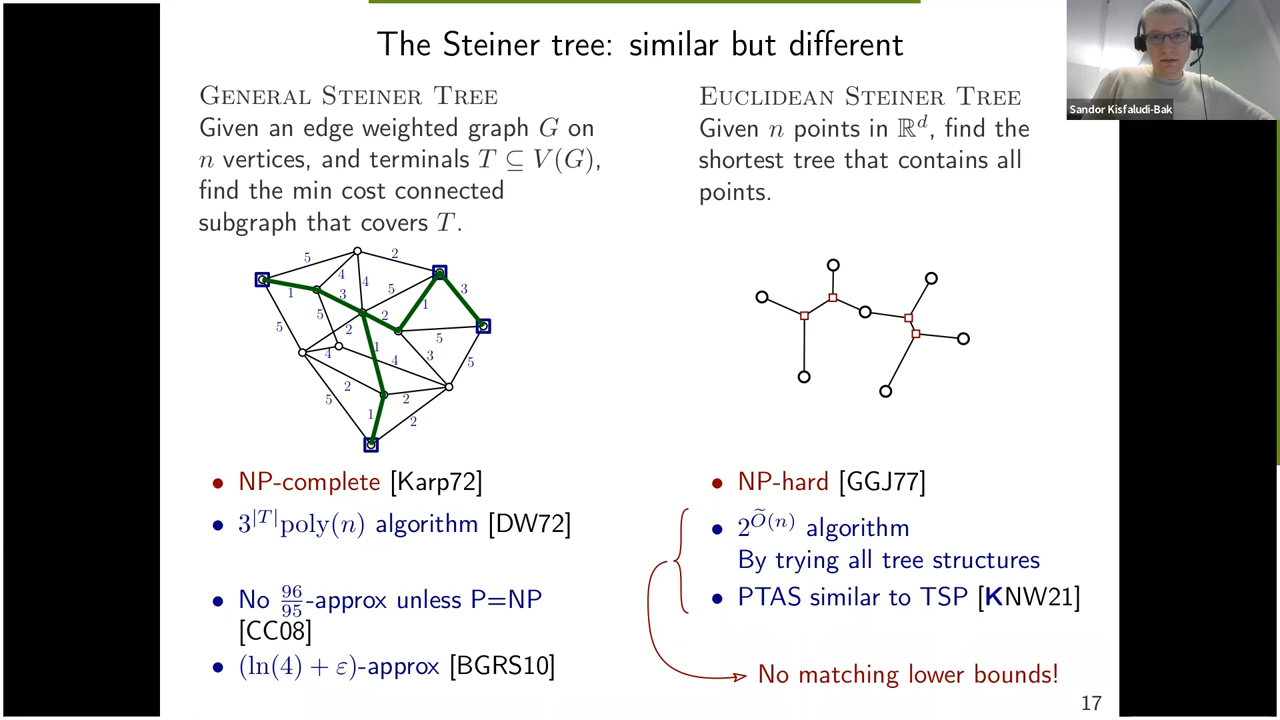 The Steiner tree: similar but different
Sandor Kisfaludi-Bak
GENERAL STEINER TREE
Given an edge weighted graph G on
n vertices, and terminals T ⊆ V(G),
find the min cost connected
subgraph that covers T.
5
2
4
4
1
3
5
3
1
5
2
5
2
5
4
1
4
3
5
2
2
5
1
2
• NP-complete [Karp72]
• 3^{|T|}poly(n) algorithm [DW72]
• No 96/95-approx unless P=NP
[CC08]
• (ln(4) + ε)-approx [BGRS10]
EUCLIDEAN STEINER TREE
Given n points in ℝ^d, find the
shortest tree that contains all
points.
• NP-hard [GGJ77]
• 2^{Õ(n)} algorithm
By trying all tree structures
• PTAS similar to TSP [KNW21]
No matching lower bounds!
17